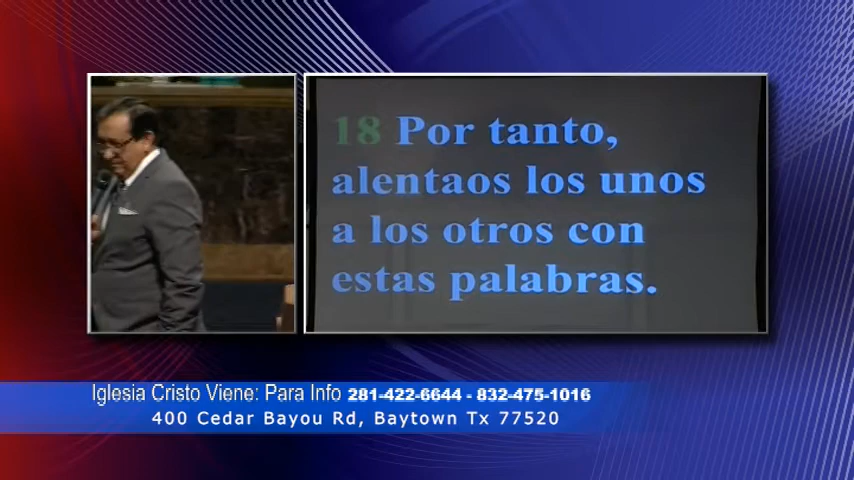 18 Por tanto,
alentaos los unos
a los otros con
estas palabras.
Iglesia Cristo Viene: Para Info 281-422-6644 - 832-475-1016
400 Cedar Bayou Rd, Baytown Tx 77520